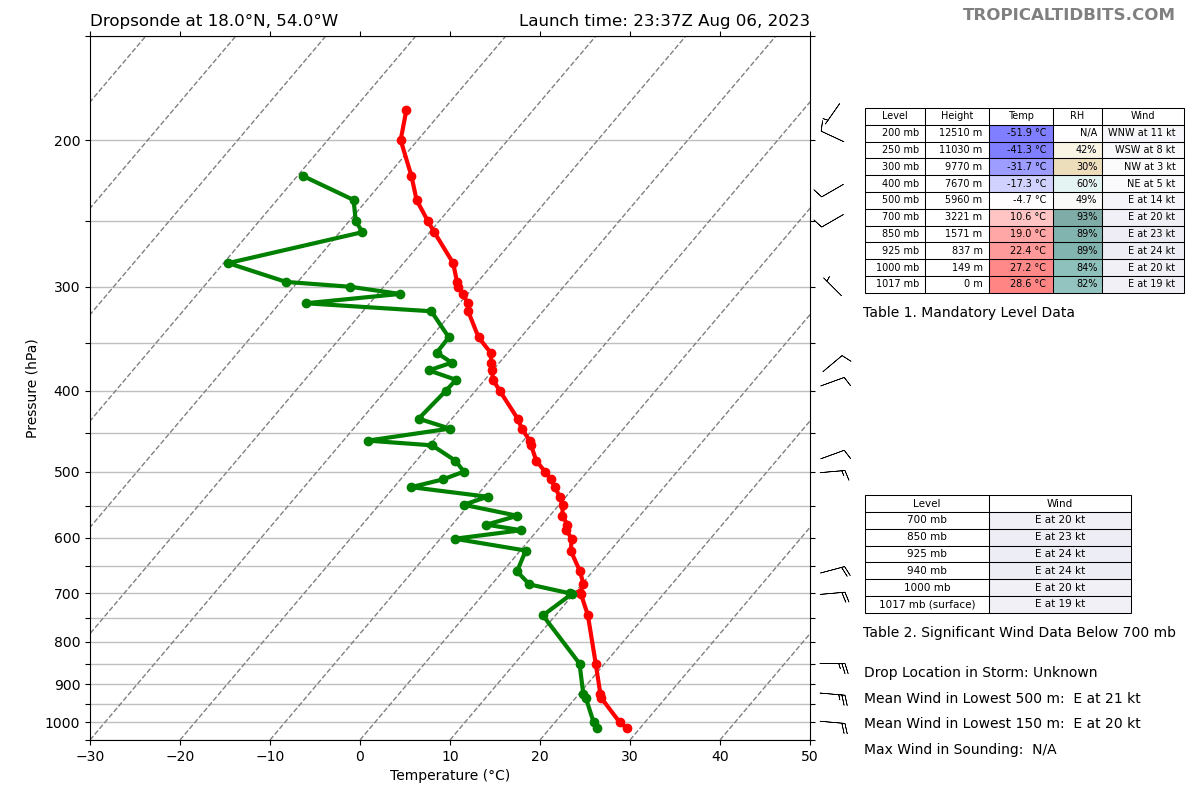 Dropsonde at 18.0°N, 54.0°W
Launch time: 23:37Z Aug 06, 2023
TROPICALTIDBITS.COM
Pressure (hPa)
200
300
400
500
600
700
800
900
1000
−30 −20 −10 0 10 20 30 40 50
Temperature (°C)
Level Height Temp RH Wind
200 mb 12510 m -51.9 °C N/A WNW at 11 kt
250 mb 11030 m -41.3 °C 42% WSW at 8 kt
300 mb 9770 m -31.7 °C 30% NW at 3 kt
400 mb 7670 m -17.3 °C 60% NE at 5 kt
500 mb 5960 m -4.7 °C 49% E at 14 kt
700 mb 3221 m 10.6 °C 93% E at 20 kt
850 mb 1571 m 19.0 °C 89% E at 23 kt
925 mb 837 m 22.4 °C 89% E at 24 kt
1000 mb 149 m 27.2 °C 84% E at 20 kt
1017 mb 0 m 28.6 °C 82% E at 19 kt
Table 1. Mandatory Level Data
Level Wind
700 mb E at 20 kt
850 mb E at 23 kt
925 mb E at 24 kt
940 mb E at 24 kt
1000 mb E at 20 kt
1017 mb (surface) E at 19 kt
Table 2. Significant Wind Data Below 700 mb
Drop Location in Storm: Unknown
Mean Wind in Lowest 500 m: E at 21 kt
Mean Wind in Lowest 150 m: E at 20 kt
Max Wind in Sounding: N/A